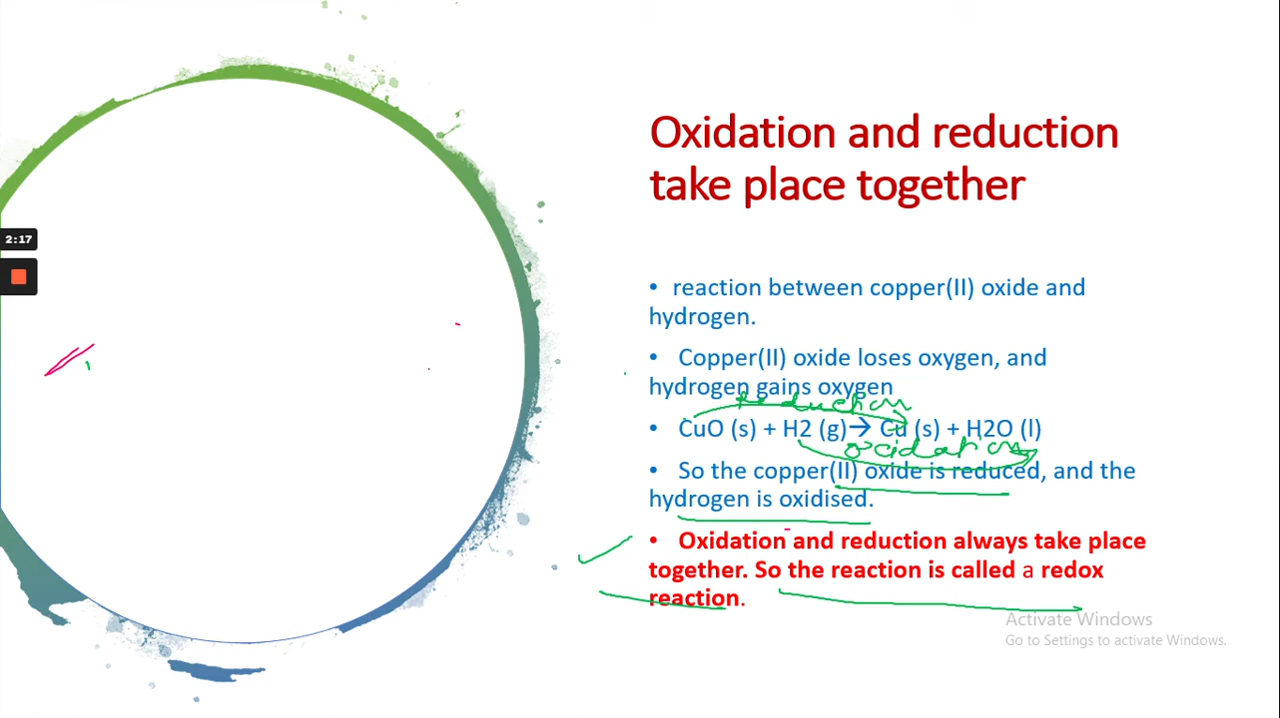 Oxidation and reduction
take place together
2:17
• reaction between copper(II) oxide and
hydrogen.
• Copper(II) oxide loses oxygen, and
hydrogen gains oxygen
reduction
• CuO (s) + H2 (g)→ Cu (s) + H2O (l)
oxidation
• So the copper(II) oxide is reduced, and the
hydrogen is oxidised.
• Oxidation and reduction always take place
together. So the reaction is called a redox
reaction.
Activate Windows
Go to Settings to activate Windows.